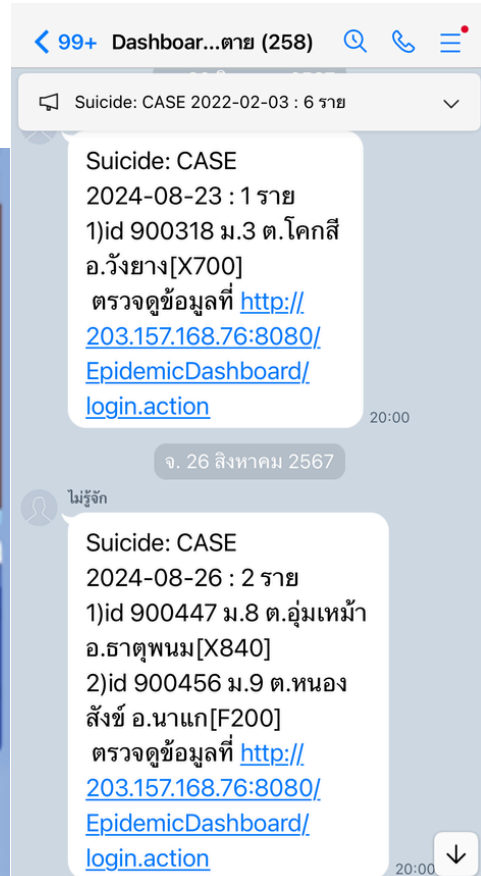 99+ Dashboar...ตาย (258)
Suicide: CASE 2022-02-03 : 6 ราย
Suicide: CASE
2024-08-23 : 1 ราย
1)id 900318 ม.3 ต.โคกสี
อ.วังยาง[X700]
ตรวจดูข้อมูลที่ http://
203.157.168.76:8080/
EpidemicDashboard/
login.action
20:00
จ. 26 สิงหาคม 2567
ไม่รู้จัก
Suicide: CASE
2024-08-26 : 2 ราย
1)id 900447 ม.8 ต.อุ่มเหม้า
อ.ธาตุพนม[X840]
2)id 900456 ม.9 ต.หนอง
สังข์ อ.นาแก[F200]
ตรวจดูข้อมูลที่ http://
203.157.168.76:8080/
EpidemicDashboard/
login.action
20:00